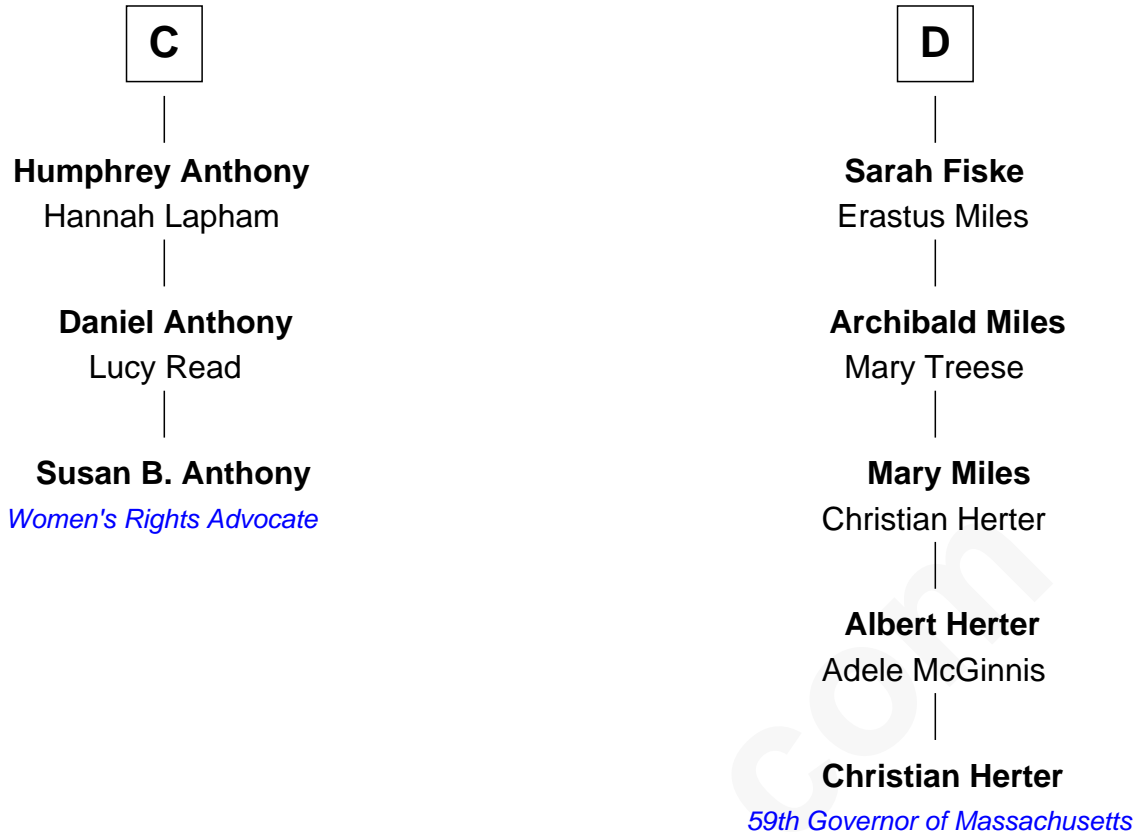 C
Humphrey Anthony
Hannah Lapham
Daniel Anthony
Lucy Read
Susan B. Anthony
Women's Rights Advocate
D
Sarah Fiske
Erastus Miles
Archibald Miles
Mary Treese
Mary Miles
Christian Herter
Albert Herter
Adele McGinnis
Christian Herter
59th Governor of Massachusetts
com